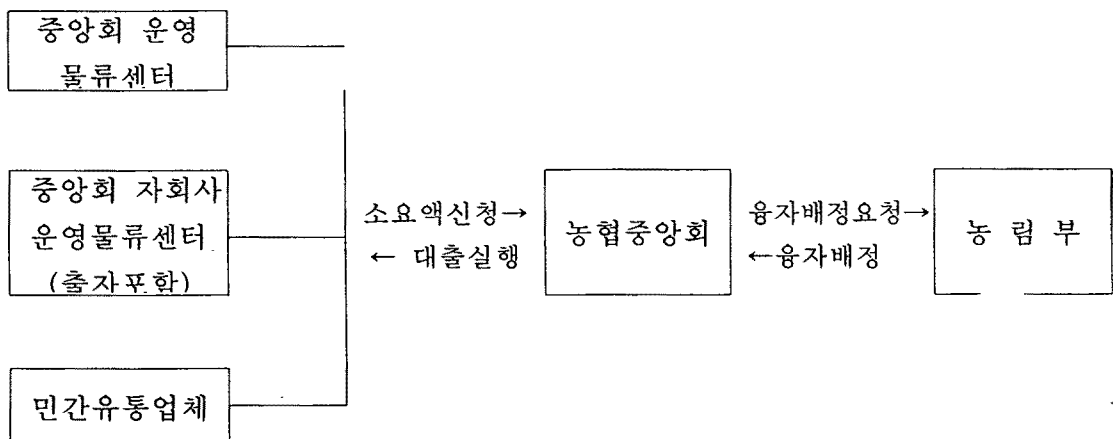 중앙회 운영
물류센터
중앙회 자회사
운영물류센터
(출자포함)
민간유통업체
소요액신청→
← 대출실행
농협중앙회
융자배정요청→
←융자배정
농 림 부